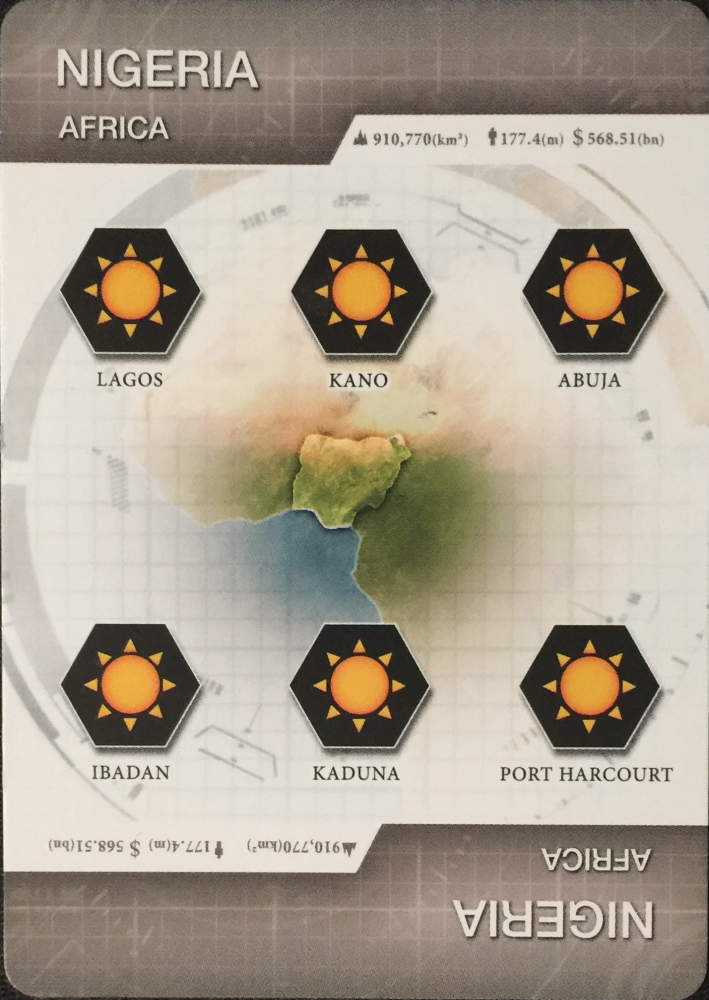 NIGERIA
AFRICA
910,770(km²) 177.4(m) $ 568.51(bn)
LAGOS
KANO
ABUJA
IBADAN
KADUNA
PORT HARCOURT
910,770(km²) 177.4(m) $ 568.51(bn)
AFRICA
NIGERIA